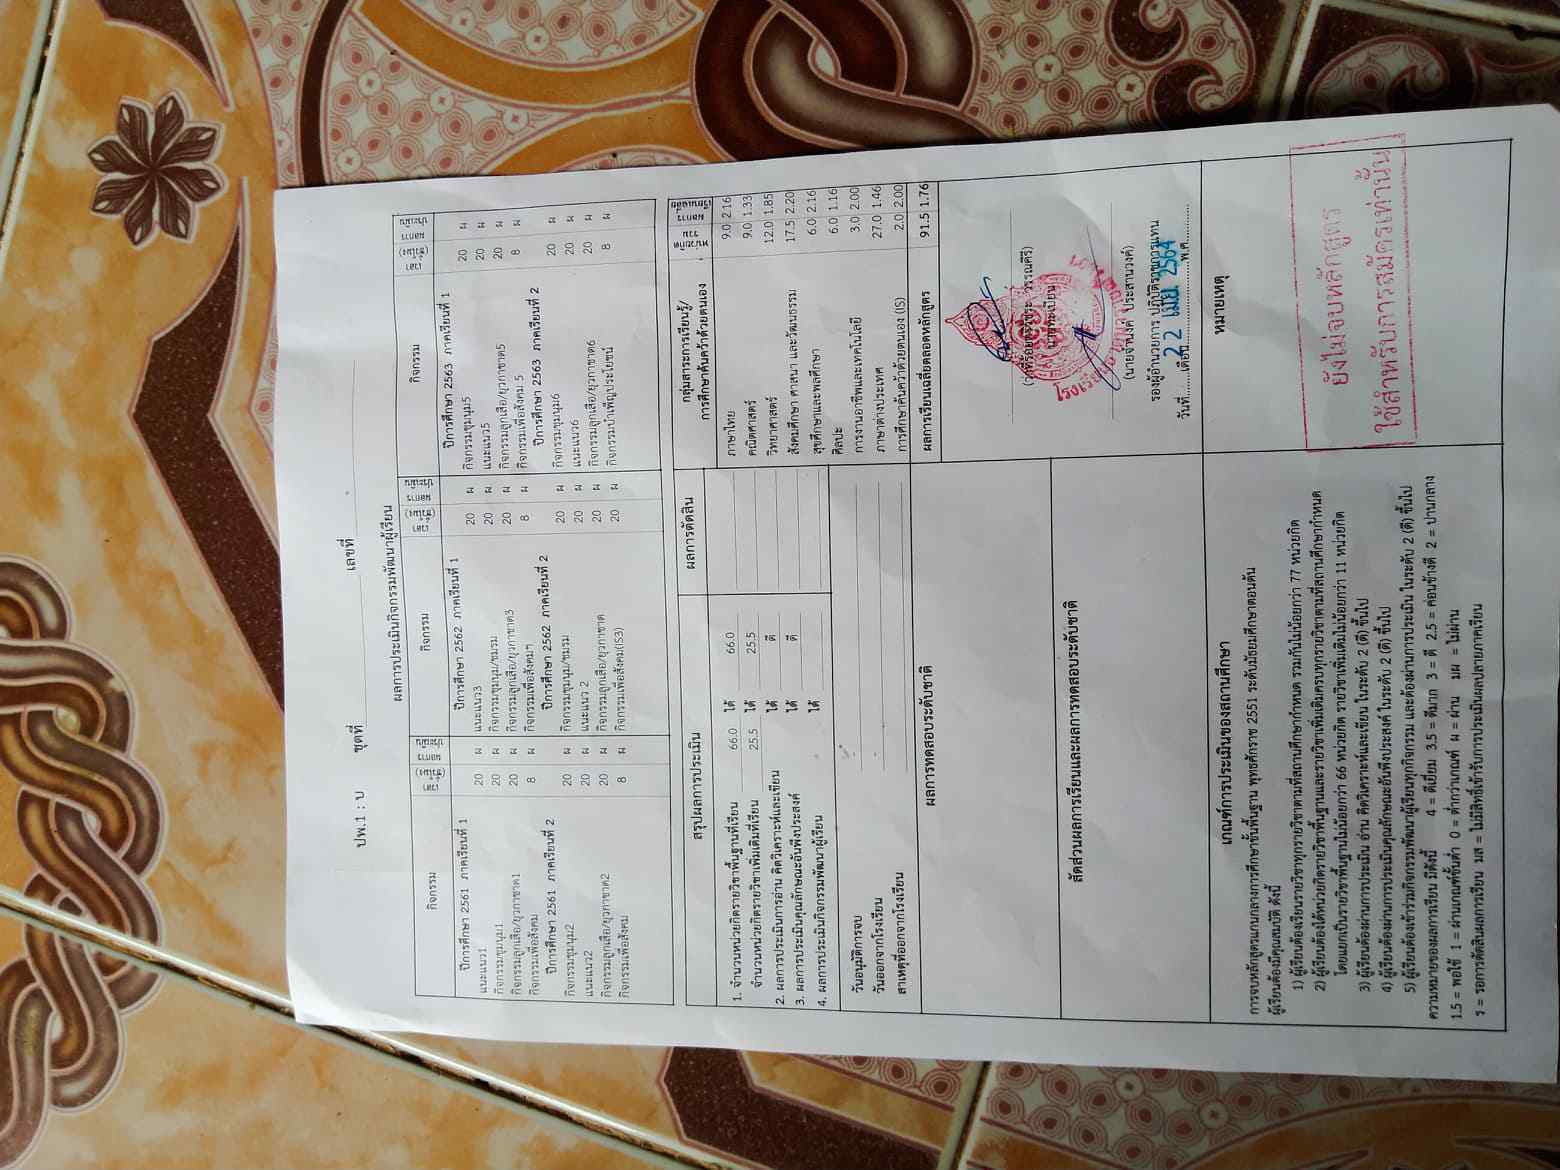 ปพ.1 : บ ชุดที่ เลขที่
ผลการประเมินกิจกรรมพัฒนาผู้เรียน
กิจกรรม เวลา (ชั่วโมง) ผลการประเมิน กิจกรรม เวลา (ชั่วโมง) ผลการประเมิน กิจกรรม เวลา (ชั่วโมง) ผลการประเมิน
ปีการศึกษา 2561 ภาคเรียนที่ 1
แนะแนว1 20 ผ
กิจกรรมชุมนุม1 20 ผ
กิจกรรมลูกเสือ/ยุวกาชาด1 20 ผ
กิจกรรมเพื่อสังคม 8 ผ
ปีการศึกษา 2561 ภาคเรียนที่ 2
กิจกรรมชุมนุม2 20 ผ
แนะแนว2 20 ผ
กิจกรรมลูกเสือ/ยุวกาชาด2 20 ผ
กิจกรรมเพื่อสังคม 8 ผ
ปีการศึกษา 2562 ภาคเรียนที่ 1
แนะแนว3 20 ผ
กิจกรรมชุมนุม/ชมรม 20 ผ
กิจกรรมลูกเสือ/ยุวกาชาด3 20 ผ
กิจกรรมเพื่อสังคมฯ 8 ผ
ปีการศึกษา 2562 ภาคเรียนที่ 2
กิจกรรมชุมนุม/ชมรม 20 ผ
แนะแนว 2 20 ผ
กิจกรรมลูกเสือ/ยุวกาชาด 20 ผ
กิจกรรมเพื่อสังคม(IS3) 20 ผ
ปีการศึกษา 2563 ภาคเรียนที่ 1
กิจกรรมชุมนุม5 20 ผ
แนะแนว5 20 ผ
กิจกรรมลูกเสือ/ยุวกาชาด5 20 ผ
กิจกรรมเพื่อสังคม 5 8 ผ
ปีการศึกษา 2563 ภาคเรียนที่ 2
กิจกรรมชุมนุม6 20 ผ
แนะแนว6 20 ผ
กิจกรรมลูกเสือ/ยุวกาชาด6 20 ผ
กิจกรรมบำเพ็ญประโยชน์ 8 ผ
สรุปผลการประเมิน ผลการตัดสิน
1. จำนวนหน่วยกิตรายวิชาพื้นฐานที่เรียน 66.0 ได้ 66.0
จำนวนหน่วยกิตรายวิชาเพิ่มเติมที่เรียน 25.5 ได้ 25.5
2. ผลการประเมินการอ่าน คิดวิเคราะห์และเขียน ได้ ดี
3. ผลการประเมินคุณลักษณะอันพึงประสงค์ ได้ ดี
4. ผลการประเมินกิจกรรมพัฒนาผู้เรียน ได้
วันอนุมัติการจบ
วันออกจากโรงเรียน
สาเหตุที่ออกจากโรงเรียน
กลุ่มสาระการเรียนรู้/
การศึกษาค้นคว้าด้วยตนเอง หน่วยกิตรวม ผลการเรียนเฉลี่ย
ภาษาไทย 9.0 2.16
คณิตศาสตร์ 9.0 1.33
วิทยาศาสตร์ 12.0 1.85
สังคมศึกษา ศาสนา และวัฒนธรรม 17.5 2.20
สุขศึกษาและพลศึกษา 6.0 2.16
ศิลปะ 6.0 1.16
การงานอาชีพและเทคโนโลยี 3.0 2.00
ภาษาต่างประเทศ 27.0 1.46
การศึกษาค้นคว้าด้วยตนเอง (IS) 2.0 2.00
ผลการเรียนเฉลี่ยตลอดหลักสูตร 91.5 1.76
ผลการทดสอบระดับชาติ
สัดส่วนผลการเรียนและผลการทดสอบระดับชาติ
นายทะเบียน
(นายจำนงค์ ประสานวงค์)
รองผู้อำนวยการ ปฏิบัติราชการแทน
วันที่ เดือน พ.ศ.
22 เม.ย. 2564
เกณฑ์การประเมินของสถานศึกษา
การจบหลักสูตรแกนกลางการศึกษาขั้นพื้นฐาน พุทธศักราช 2551 ระดับมัธยมศึกษาตอนต้น
ผู้เรียนต้องมีคุณสมบัติ ดังนี้
1) ผู้เรียนต้องเรียนรายวิชาทุกรายวิชาตามที่สถานศึกษากำหนด รวมกันไม่น้อยกว่า 77 หน่วยกิต
2) ผู้เรียนต้องได้หน่วยกิตรายวิชาพื้นฐานและรายวิชาเพิ่มเติมครบทุกรายวิชาตามที่สถานศึกษากำหนด
โดยแยกเป็นรายวิชาพื้นฐานไม่น้อยกว่า 66 หน่วยกิต รายวิชาเพิ่มเติมไม่น้อยกว่า 11 หน่วยกิต
3) ผู้เรียนต้องผ่านการประเมิน อ่าน คิดวิเคราะห์และเขียน ในระดับ 2 (ดี) ขึ้นไป
4) ผู้เรียนต้องผ่านการประเมินคุณลักษณะอันพึงประสงค์ ในระดับ 2 (ดี) ขึ้นไป
5) ผู้เรียนต้องเข้าร่วมกิจกรรมพัฒนาผู้เรียนทุกกิจกรรม และต้องผ่านการประเมิน ในระดับ 2 (ดี) ขึ้นไป
ความหมายของผลการเรียน มีดังนี้ 4 = ดีเยี่ยม 3.5 = ดีมาก 3 = ดี 2.5 = ค่อนข้างดี 2 = ปานกลาง
1.5 = พอใช้ 1 = ผ่านเกณฑ์ขั้นต่ำ 0 = ต่ำกว่าเกณฑ์ ผ = ผ่าน มผ = ไม่ผ่าน
ร = รอการตัดสินผลการเรียน มส = ไม่มีสิทธิ์เข้ารับการประเมินผลปลายภาคเรียน
หมายเหตุ
ยังไม่จบหลักสูตร
ใช้สำหรับการสมัครเท่านั้น